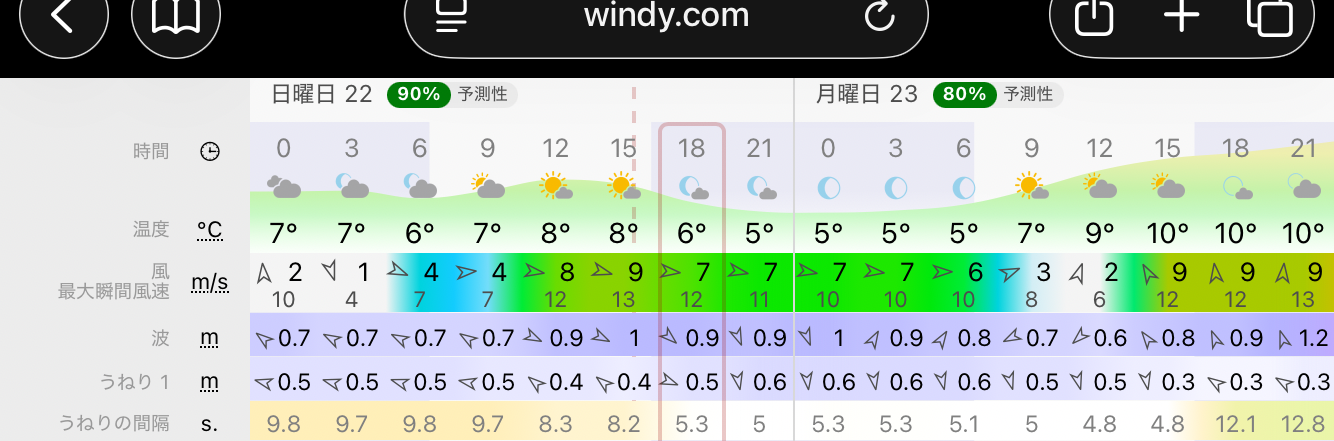 windy.com
日曜日 22 90% 予測性 月曜日 23 80% 予測性
時間 0 3 6 9 12 15 18 21 0 3 6 9 12 15 18 21
温度 °C 7° 7° 6° 7° 8° 8° 6° 5° 5° 5° 5° 7° 9° 10° 10° 10°
風 m/s 2 1 4 4 8 9 7 7 7 7 6 3 2 9 9 9
最大瞬間風速 10 4 7 7 12 13 12 11 10 10 10 8 6 12 12 13
波 m 0.7 0.7 0.7 0.7 0.9 1 0.9 0.9 1 0.9 0.8 0.7 0.6 0.8 0.9 1.2
うねり 1 m 0.5 0.5 0.5 0.5 0.4 0.4 0.5 0.6 0.6 0.6 0.6 0.5 0.5 0.3 0.3 0.3
うねりの間隔 s. 9.8 9.7 9.8 9.7 8.3 8.2 5.3 5 5.3 5.3 5.1 5 4.8 4.8 12.1 12.8